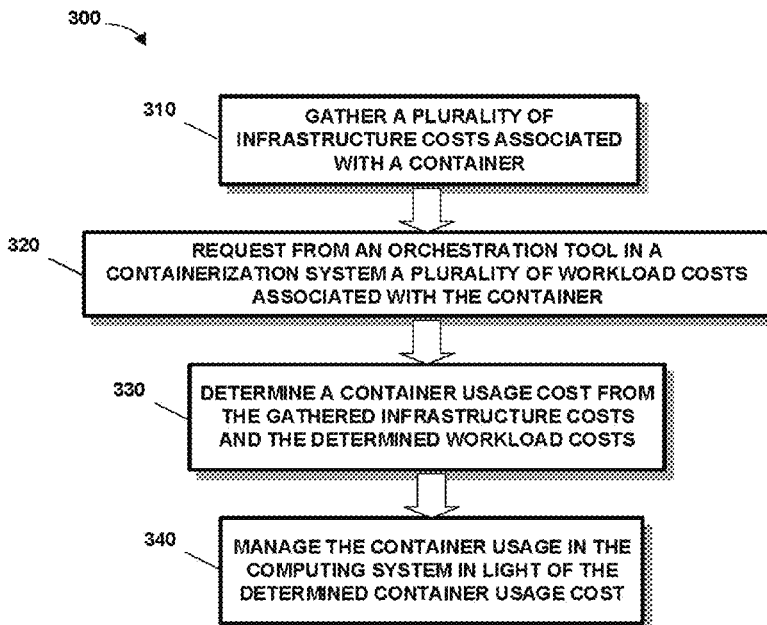 300
310
GATHER A PLURALITY OF
INFRASTRUCTURE COSTS ASSOCIATED
WITH A CONTAINER
320
REQUEST FROM AN ORCHESTRATION TOOL IN A
CONTAINERIZATION SYSTEM A PLURALITY OF WORKLOAD COSTS
ASSOCIATED WITH THE CONTAINER
330
DETERMINE A CONTAINER USAGE COST FROM
THE GATHERED INFRASTRUCTURE COSTS
AND THE DETERMINED WORKLOAD COSTS
340
MANAGE THE CONTAINER USAGE IN THE
COMPUTING SYSTEM IN LIGHT OF THE
DETERMINED CONTAINER USAGE COST